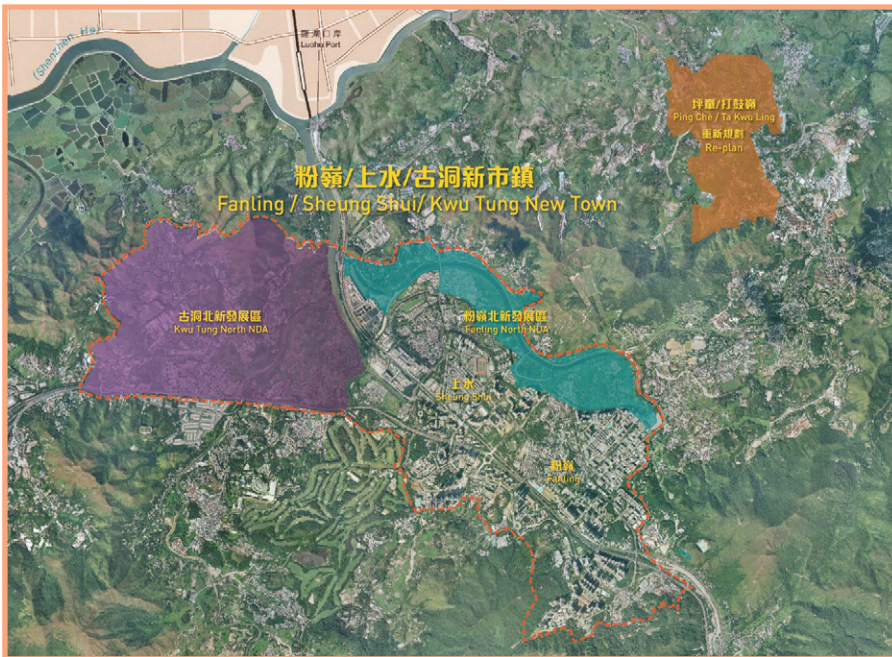 羅湖口岸
Luohu Port
(Shenzhen He)
坪輋/打鼓嶺
Ping Che / Ta Kwu Ling
重新規劃
Re-plan
粉嶺/上水/古洞新市鎮
Fanling / Sheung Shui/ Kwu Tung New Town
古洞北新發展區
Kwu Tung North NDA
粉嶺北新發展區
Fanling North NDA
上水
Sheung Shui
粉嶺
Fanling